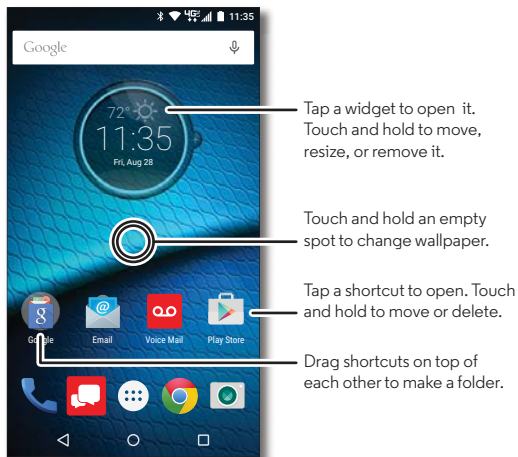 4G LTE 11:35
Google
72°
11:35
Fri, Aug 28
Tap a widget to open it.
Touch and hold to move,
resize, or remove it.
Touch and hold an empty
spot to change wallpaper.
Tap a shortcut to open. Touch
and hold to move or delete.
Google Email Voice Mail Play Store
Drag shortcuts on top of
each other to make a folder.